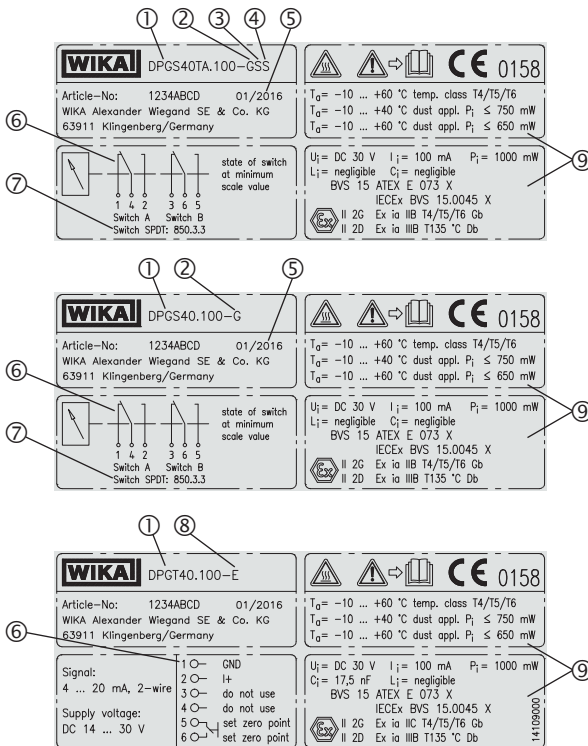 ① ② ③ ④ ⑤
WIKA DPGS40TA.100-GSS
Article-No: 1234ABCD 01/2016
WIKA Alexander Wiegand SE & Co. KG
63911 Klingenberg/Germany
⑥
state of switch
at minimum
scale value
1 4 2 3 6 5
Switch A Switch B
⑦
Switch SPDT: 850.3.3
CE 0158
Ta= -10 ... +60 °C temp. class T4/T5/T6
Ta= -10 ... +40 °C dust appl. Pi ≤ 750 mW
Ta= -10 ... +60 °C dust appl. Pi ≤ 650 mW
⑨
Ui= DC 30 V Ii= 100 mA Pi= 1000 mW
Li= negligible Ci= negligible
BVS 15 ATEX E 073 X
IECEx BVS 15.0045 X
Ex II 2G Ex ia IIB T4/T5/T6 Gb
II 2D Ex ia IIIB T135 °C Db
① ② ⑤
WIKA DPGS40.100-G
Article-No: 1234ABCD 01/2016
WIKA Alexander Wiegand SE & Co. KG
63911 Klingenberg/Germany
⑥
state of switch
at minimum
scale value
1 4 2 3 6 5
Switch A Switch B
⑦
Switch SPDT: 850.3.3
CE 0158
Ta= -10 ... +60 °C temp. class T4/T5/T6
Ta= -10 ... +40 °C dust appl. Pi ≤ 750 mW
Ta= -10 ... +60 °C dust appl. Pi ≤ 650 mW
⑨
Ui= DC 30 V Ii= 100 mA Pi= 1000 mW
Li= negligible Ci= negligible
BVS 15 ATEX E 073 X
IECEx BVS 15.0045 X
Ex II 2G Ex ia IIB T4/T5/T6 Gb
II 2D Ex ia IIIB T135 °C Db
① ⑧
WIKA DPGT40.100-E
Article-No: 1234ABCD 01/2016
WIKA Alexander Wiegand SE & Co. KG
63911 Klingenberg/Germany
⑥
Signal:
4 ... 20 mA, 2-wire
Supply voltage:
DC 14 ... 30 V
1 GND
2 I+
3 do not use
4 do not use
5 set zero point
6 set zero point
CE 0158
Ta= -10 ... +60 °C temp. class T4/T5/T6
Ta= -10 ... +40 °C dust appl. Pi ≤ 750 mW
Ta= -10 ... +60 °C dust appl. Pi ≤ 650 mW
⑨
Ui= DC 30 V Ii= 100 mA Pi= 1000 mW
Ci= 17,5 nF Li= negligible
BVS 15 ATEX E 073 X
IECEx BVS 15.0045 X
Ex II 2G Ex ia IIC T4/T5/T6 Gb
II 2D Ex ia IIIB T135 °C Db
14109000